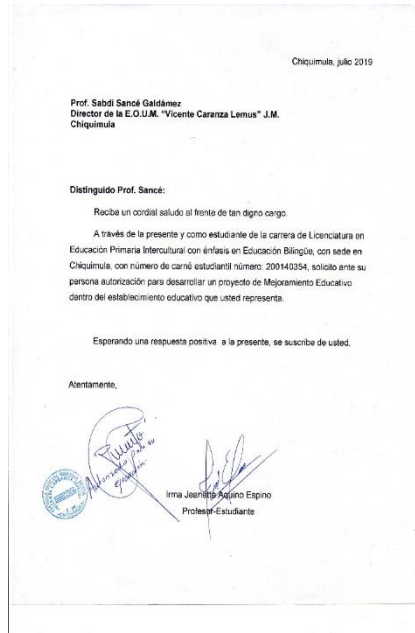 Chiquimula, julio 2019
Prof. Sabdi Sancé Galdámez
Director de la E.O.U.M. "Vicente Caranza Lemus" J.M.
Chiquimula
Distinguido Prof. Sancé:
Reciba un cordial saludo al frente de tan digno cargo.
A través de la presente y como estudiante de la carrera de Licenciatura en
Educación Primaria Intercultural con énfasis en Educación Bilingüe, con sede en
Chiquimula, con número de carné estudiantil número: 200140354, solicito ante su
persona autorización para desarrollar un proyecto de Mejoramiento Educativo
dentro del establecimiento educativo que usted representa.
Esperando una respuesta positiva a la presente, se suscribe de usted,
Atentamente,
Autorizado para su
ejecución.
Irma Jeanette Aquino Espino
Profesor-Estudiante